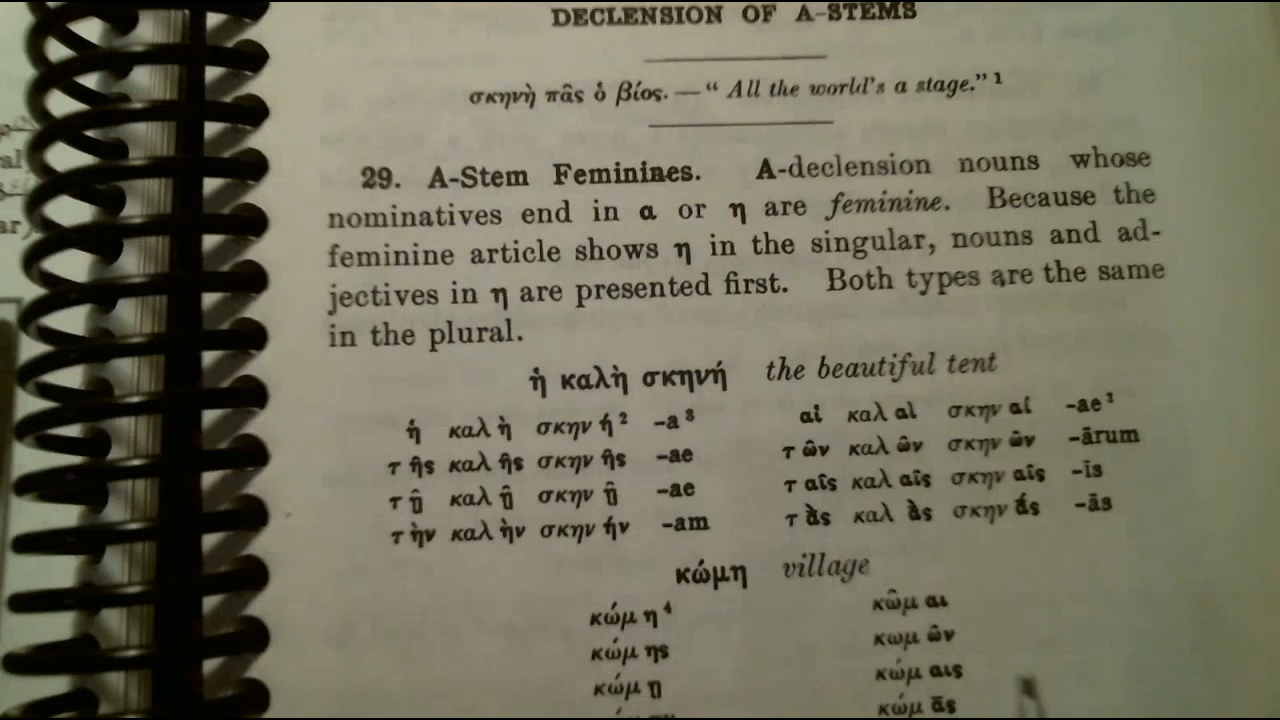 DECLENSION OF A-STEMS
σκηνὴ πᾶς ὁ βίος. — “ All the world's a stage.” ¹
29. A-Stem Feminines. A-declension nouns whose
nominatives end in α or η are feminine. Because the
feminine article shows η in the singular, nouns and ad-
jectives in η are presented first. Both types are the same
in the plural.
ἡ καλὴ σκηνή the beautiful tent
ἡ καλ ὴ σκην ή ² -a ³ αἱ καλ αὶ σκην αί -ae ³
τ ῆς καλ ῆς σκην ῆς -ae τ ῶν καλ ῶν σκην ῶν -ārum
τ ῇ καλ ῇ σκην ῇ -ae τ αῖς καλ αῖς σκην αῖς -īs
τ ὴν καλ ὴν σκην ήν -am τ ὰς καλ ὰς σκην άς -ās
κώμη village
κώμ η ⁴ κῶμ αι
κώμ ης κωμ ῶν
κώμ ῃ κώμ αις
κώμ ᾱς